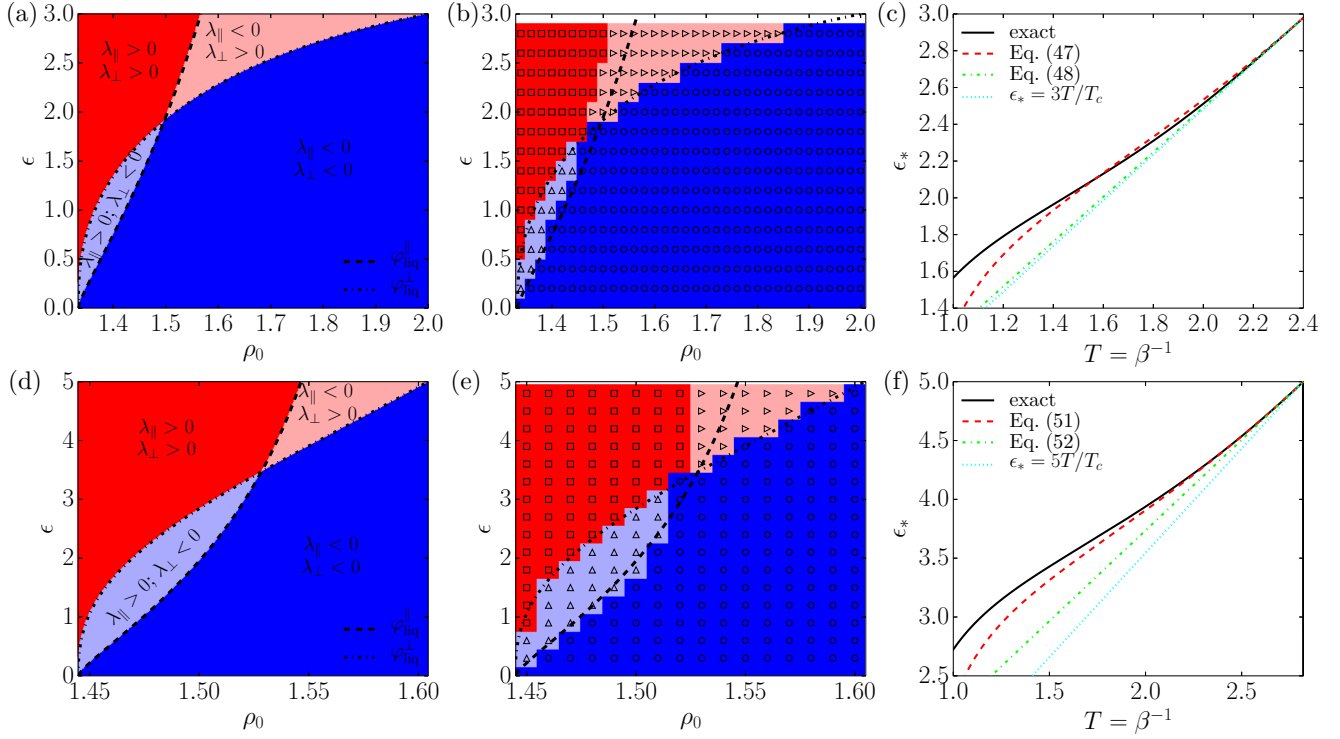 (a)
3.0
2.5
2.0
1.5
1.0
0.5
0.0
ϵ
λ∥ > 0
λ⊥ > 0
λ∥ < 0
λ⊥ > 0
λ∥ > 0; λ⊥ < 0
λ∥ < 0
λ⊥ < 0
φ∥liq
φ⊥liq
1.4 1.5 1.6 1.7 1.8 1.9 2.0
ρ0
(b)
3.0
2.5
2.0
1.5
1.0
0.5
0.0
ϵ
1.4 1.5 1.6 1.7 1.8 1.9 2.0
ρ0
(c)
3.0
2.8
2.6
2.4
2.2
2.0
1.8
1.6
1.4
ϵ*
exact
Eq. (47)
Eq. (48)
ϵ* = 3T/Tc
1.0 1.2 1.4 1.6 1.8 2.0 2.2 2.4
T = β−1
(d)
5
4
3
2
1
0
ϵ
λ∥ > 0
λ⊥ > 0
λ∥ < 0
λ⊥ > 0
λ∥ > 0; λ⊥ < 0
λ∥ < 0
λ⊥ < 0
φ∥liq
φ⊥liq
1.45 1.50 1.55 1.60
ρ0
(e)
5
4
3
2
1
0
ϵ
1.45 1.50 1.55 1.60
ρ0
(f)
5.0
4.5
4.0
3.5
3.0
2.5
ϵ*
exact
Eq. (51)
Eq. (52)
ϵ* = 5T/Tc
1.0 1.5 2.0 2.5
T = β−1